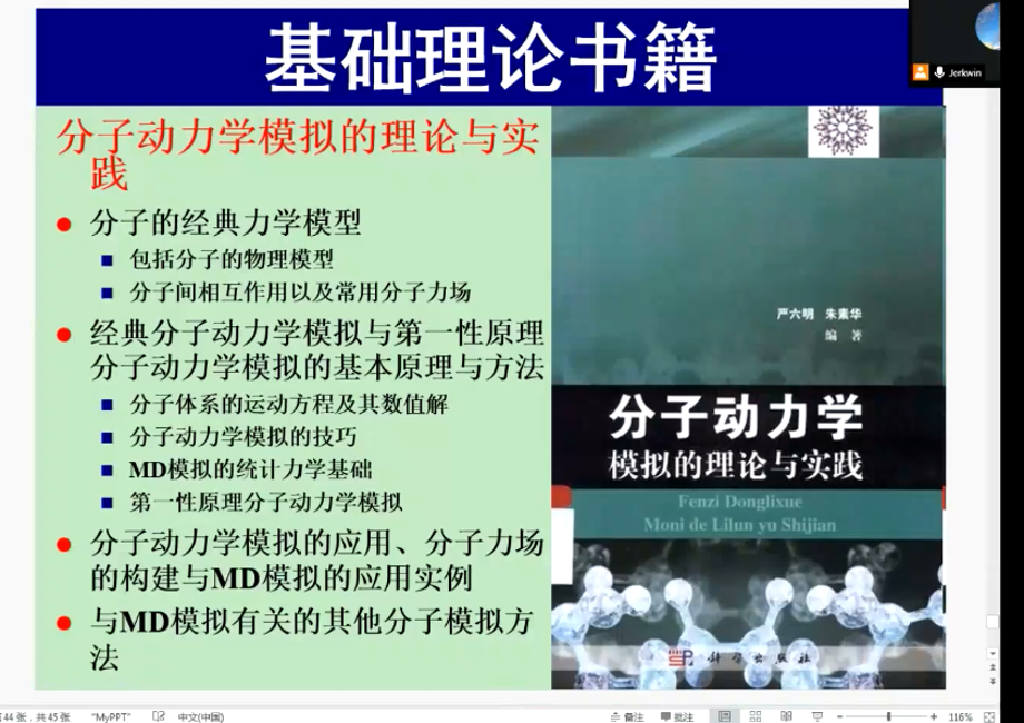 基础理论书籍
Jerkwin
分子动力学模拟的理论与实
践
分子的经典力学模型
包括分子的物理模型
分子间相互作用以及常用分子力场
经典分子动力学模拟与第一性原理
分子动力学模拟的基本原理与方法
分子体系的运动方程及其数值解
分子动力学模拟的技巧
MD模拟的统计力学基础
第一性原理分子动力学模拟
分子动力学模拟的应用、分子力场
的构建与MD模拟的应用实例
与MD模拟有关的其他分子模拟方
法
严六明 朱素华
编 著
分子动力学
模拟的理论与实践
Fenzi Donglixue
Moni de Lilun yu Shijian
科学出版社
44 张，共 45 张 "MyPPT" 中文(中国) 备注 批注 116%